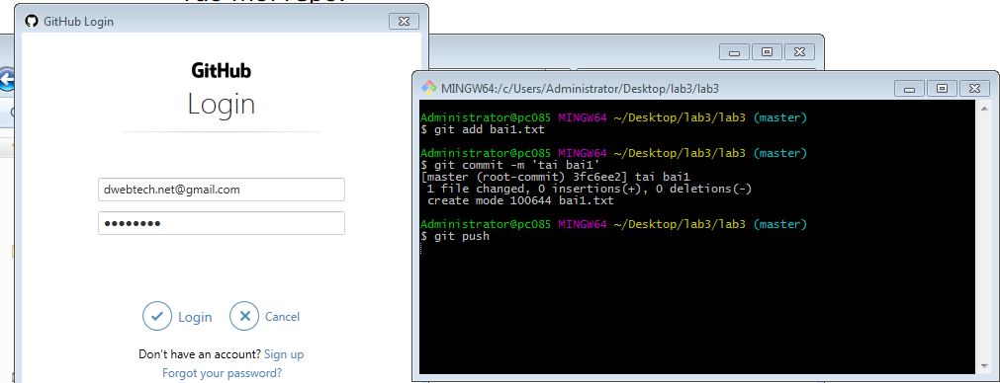 GitHub Login
GitHub
Login
dwebtech.net@gmail.com
Login
Cancel
Don't have an account? Sign up
Forgot your password?
MINGW64:/c/Users/Administrator/Desktop/lab3/lab3
Administrator@pc085 MINGW64 ~/Desktop/lab3/lab3 (master)
$ git add bai1.txt
Administrator@pc085 MINGW64 ~/Desktop/lab3/lab3 (master)
$ git commit -m 'tai bai1'
[master (root-commit) 3fc6ee2] tai bai1
1 file changed, 0 insertions(+), 0 deletions(-)
create mode 100644 bai1.txt
Administrator@pc085 MINGW64 ~/Desktop/lab3/lab3 (master)
$ git push